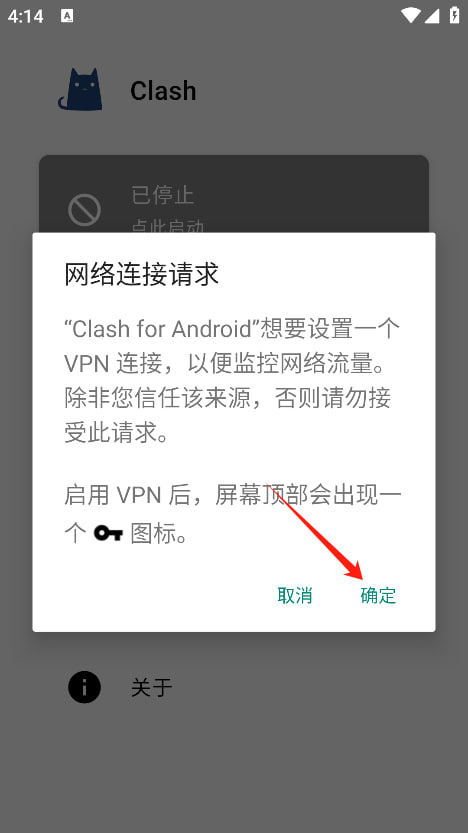 4:14
A
Clash
已停止
点此启动
网络连接请求
“Clash for Android”想要设置一个
VPN 连接，以便监控网络流量。
除非您信任该来源，否则请勿接
受此请求。
启用 VPN 后，屏幕顶部会出现一
个 图标。
取消 确定
关于